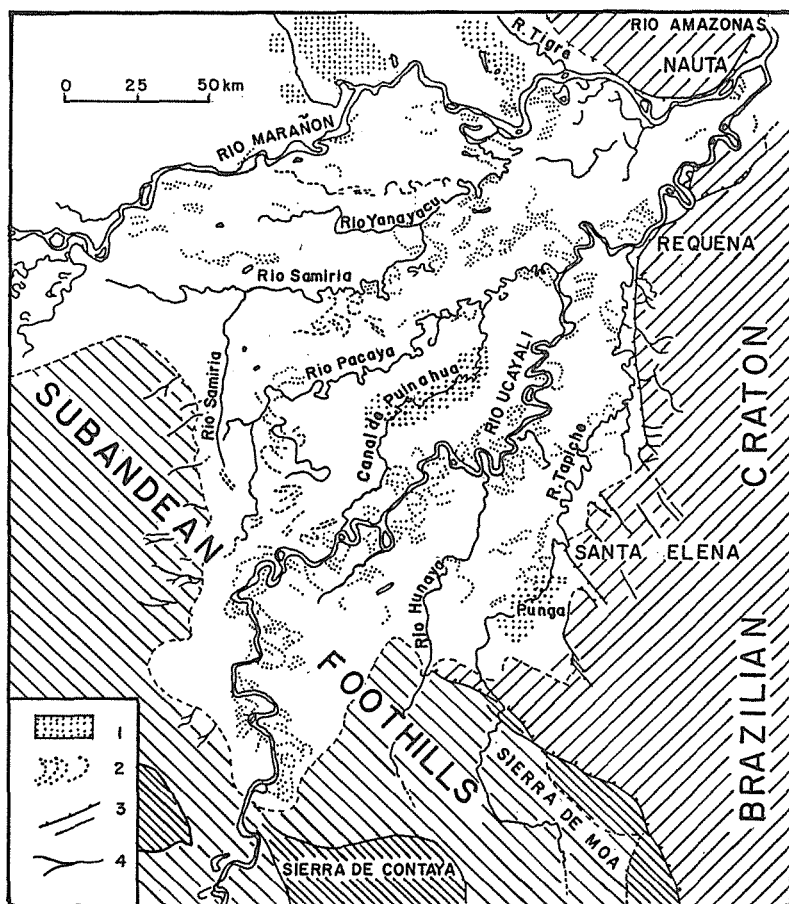 RIO AMAZONAS
R. Tigre
NAUTA
0 25 50 km
RIO MARAÑON
Rio Yanayacu
REQUENA
Rio Samiria
Rio Samiria
Rio Pacaya
Canal de Puinahua
RIO UCAYALI
R. Tapiche
SUBANDEAN
FOOTHILLS
BRAZILIAN CRATON
SANTA ELENA
Punga
Rio Hunaya
SIERRA DE MOA
SIERRA DE CONTAYA
1
2
3
4